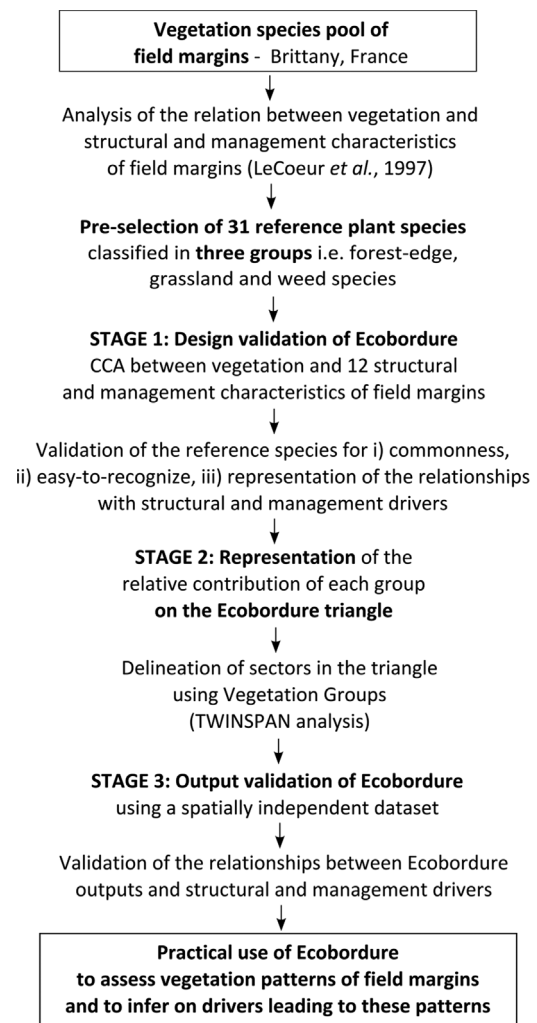 Vegetation species pool of
field margins - Brittany, France
Analysis of the relation between vegetation and
structural and management characteristics
of field margins (LeCoeur et al., 1997)
Pre-selection of 31 reference plant species
classified in three groups i.e. forest-edge,
grassland and weed species
STAGE 1: Design validation of Ecobordure
CCA between vegetation and 12 structural
and management characteristics of field margins
Validation of the reference species for i) commonness,
ii) easy-to-recognize, iii) representation of the relationships
with structural and management drivers
STAGE 2: Representation of the
relative contribution of each group
on the Ecobordure triangle
Delineation of sectors in the triangle
using Vegetation Groups
(TWINSPAN analysis)
STAGE 3: Output validation of Ecobordure
using a spatially independent dataset
Validation of the relationships between Ecobordure
outputs and structural and management drivers
Practical use of Ecobordure
to assess vegetation patterns of field margins
and to infer on drivers leading to these patterns